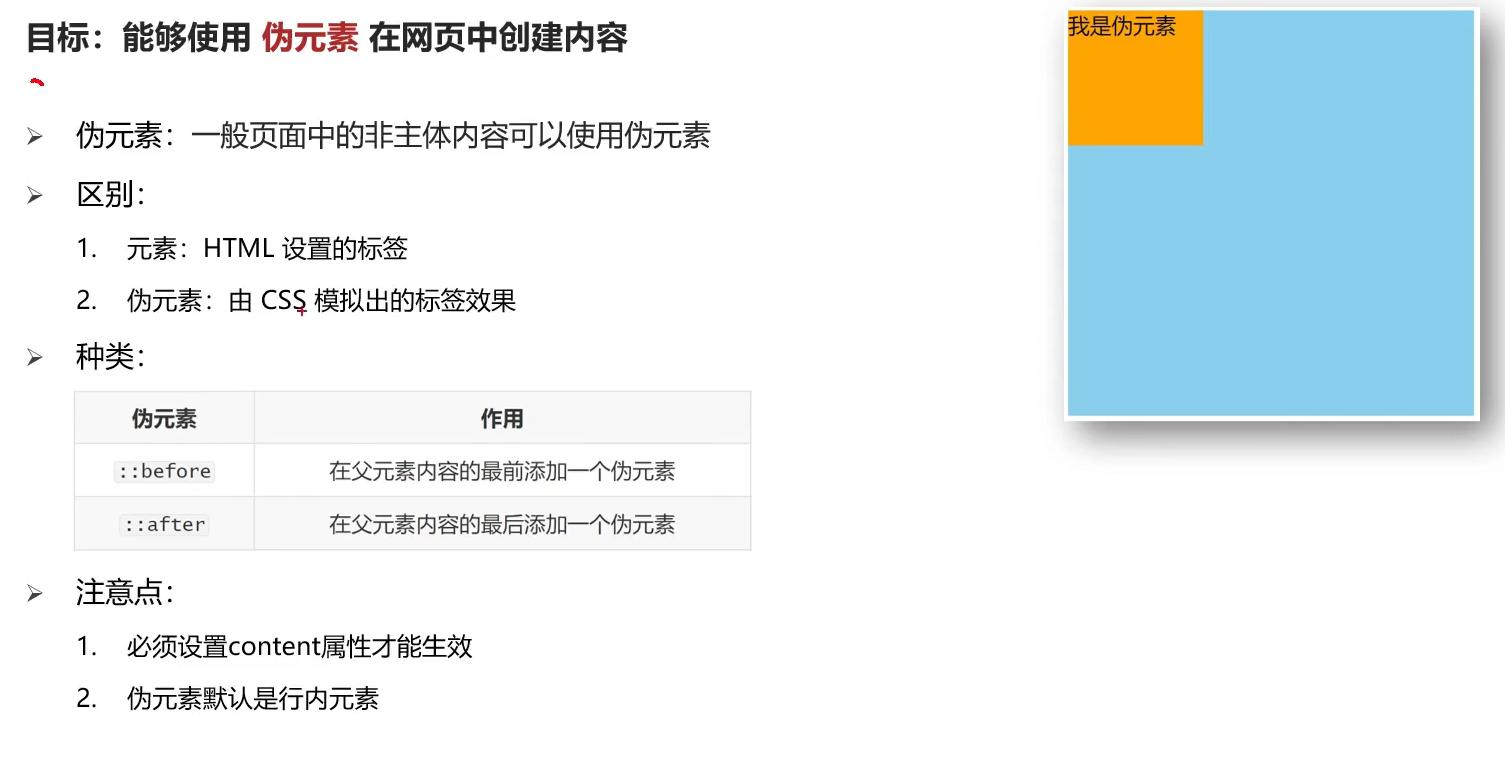 目标：能够使用 伪元素 在网页中创建内容
伪元素：一般页面中的非主体内容可以使用伪元素
区别：
1. 元素：HTML 设置的标签
2. 伪元素：由 CSS 模拟出的标签效果
种类：
伪元素 作用
::before 在父元素内容的最前添加一个伪元素
::after 在父元素内容的最后添加一个伪元素
注意点：
1. 必须设置content属性才能生效
2. 伪元素默认是行内元素
我是伪元素